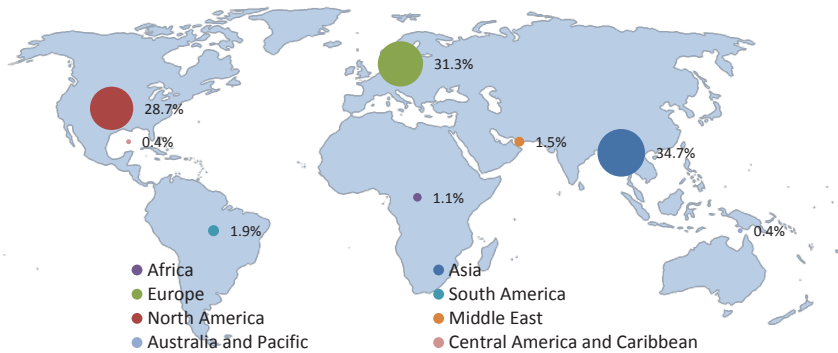 31.3%
28.7%
0.4%
1.5%
34.7%
1.1%
1.9%
0.4%
Africa
Asia
Europe
South America
North America
Middle East
Australia and Pacific
Central America and Caribbean